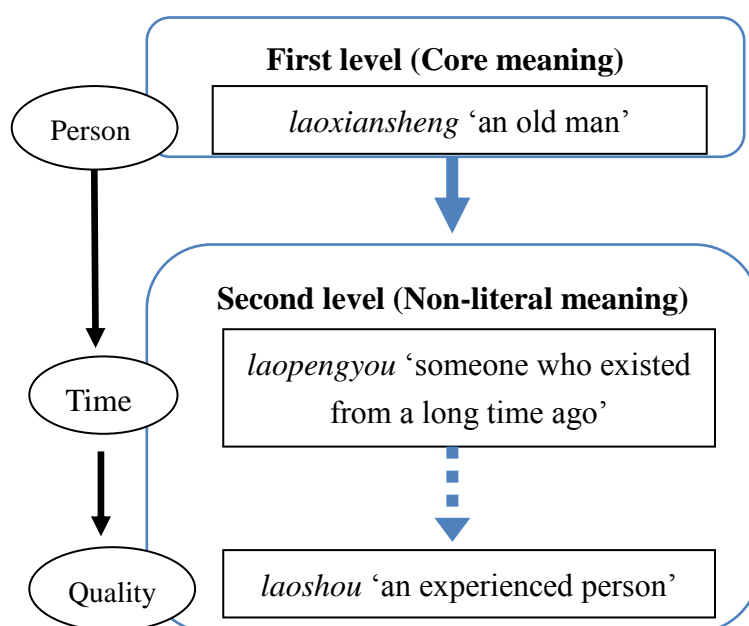 First level (Core meaning)
Person
laoxiansheng ‘an old man’
Second level (Non-literal meaning)
Time
laopengyou ‘someone who existed
from a long time ago’
Quality
laoshou ‘an experienced person’